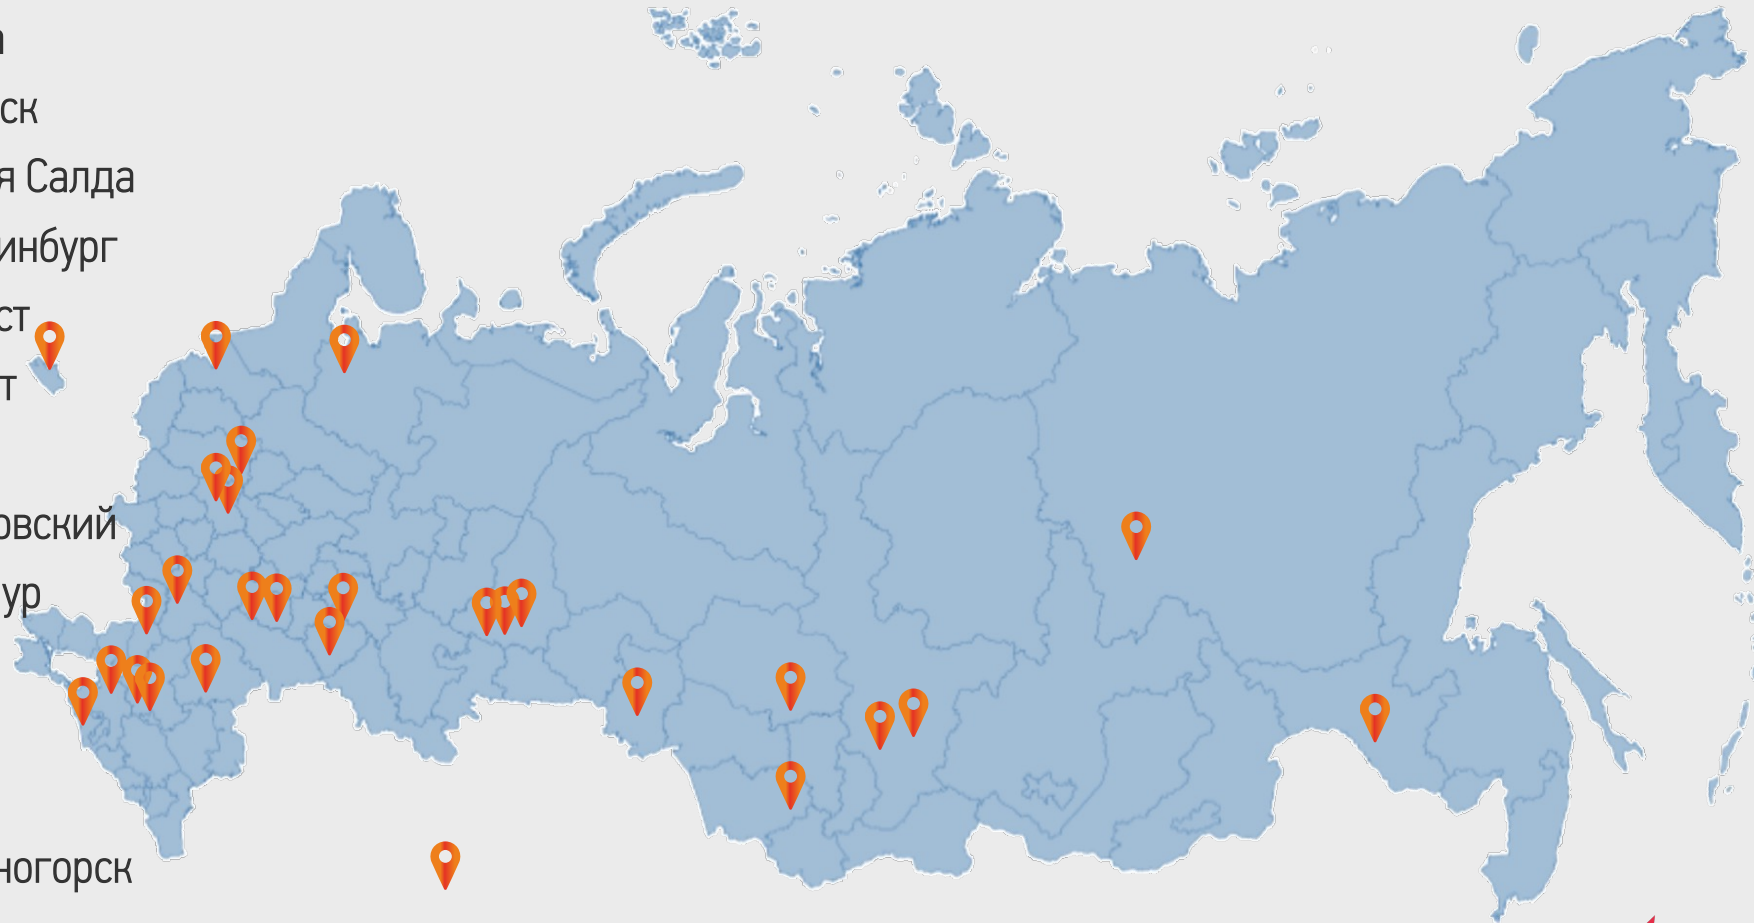 а
ск
я Салда
инбург
ст
т
овский
ур
ногорск